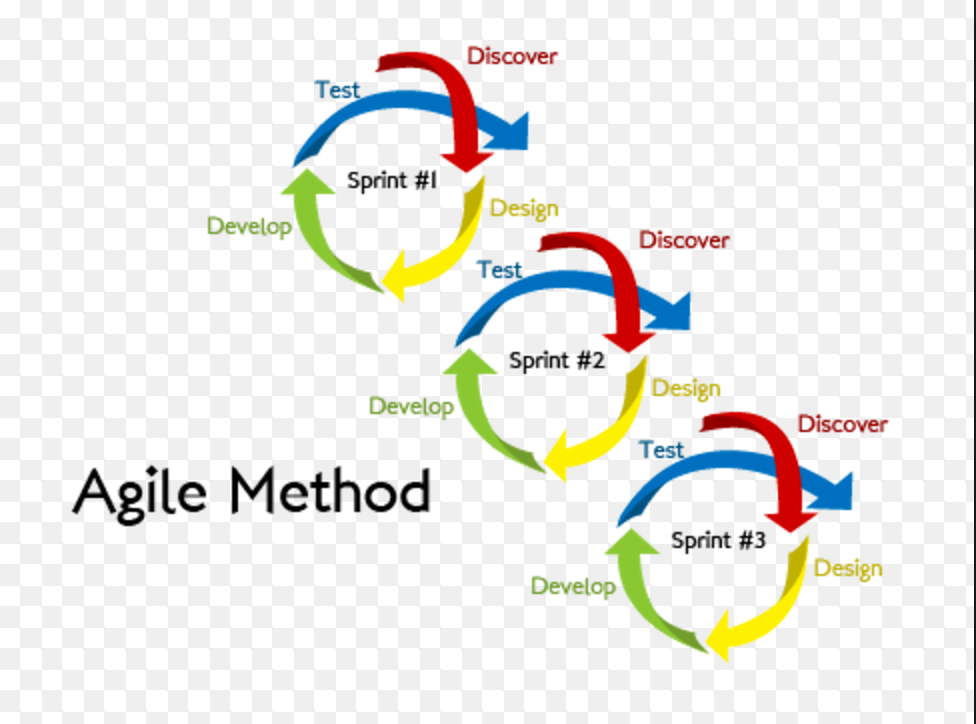 Discover
Test
Sprint #1
Design
Develop
Discover
Test
Sprint #2
Design
Develop
Discover
Test
Agile Method
Sprint #3
Design
Develop